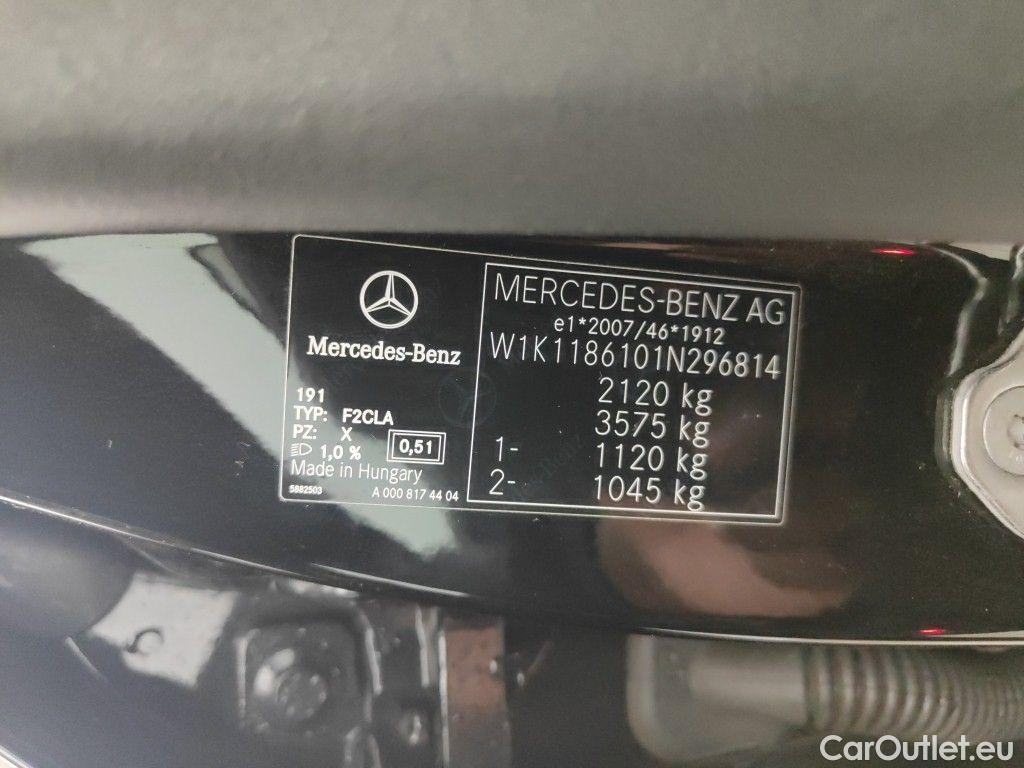 Mercedes-Benz
191
TYP: F2CLA
PZ: X
1,0 %
0,51
Made in Hungary
5882503
A 000 817 44 04
MERCEDES-BENZ AG
e1*2007/46*1912
W1K1186101N296814
2120 kg
3575 kg
1- 1120 kg
2- 1045 kg
CarOutlet.eu